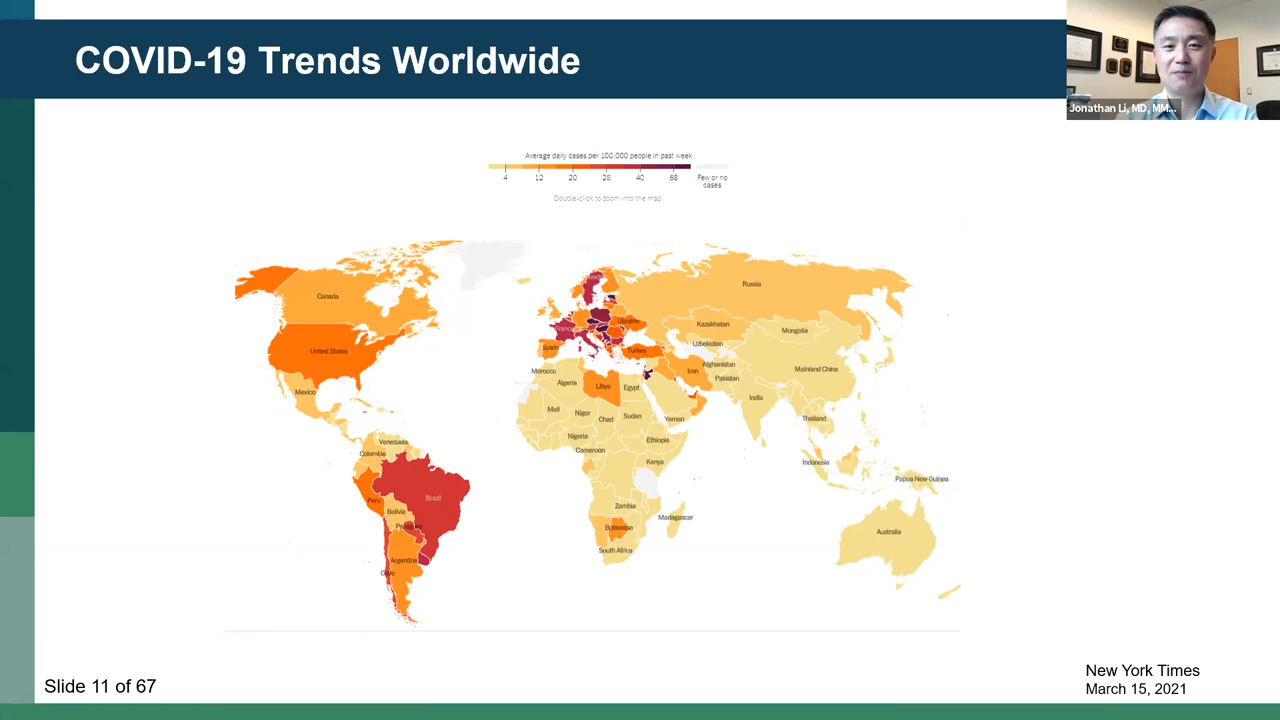 COVID-19 Trends Worldwide
Jonathan Li, MD, MM...
Average daily cases per 100,000 people in past week
4 12 20 28 40 68 Few or no cases
Double-click to zoom into the map
Canada
United States
Mexico
Venezuela
Colombia
Brazil
Peru
Bolivia
Paraguay
Argentina
Chile
Sweden
France
Spain
Ukraine
Turkey
Russia
Kazakhstan
Mongolia
Uzbekistan
Afghanistan
Iran
Pakistan
Mainland China
India
Thailand
Indonesia
Papua New Guinea
Australia
Morocco
Algeria
Libya
Egypt
Mali
Niger
Chad
Sudan
Yemen
Nigeria
Ethiopia
Cameroon
Kenya
Zambia
Madagascar
Botswana
South Africa
Slide 11 of 67
New York Times
March 15, 2021